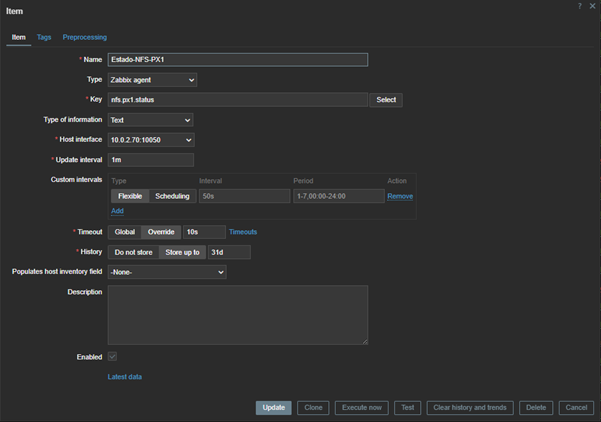 Item
? ×
Item Tags Preprocessing
* Name Estado-NFS-PX1
Type Zabbix agent
* Key nfs.px1.status Select
Type of information Text
* Host interface 10.0.2.70:10050
* Update interval 1m
Custom intervals Type Interval Period Action
Flexible Scheduling 50s 1-7,00:00-24:00 Remove
Add
* Timeout Global Override 10s Timeouts
* History Do not store Store up to 31d
Populates host inventory field -None-
Description
Enabled
Latest data
Update Clone Execute now Test Clear history and trends Delete Cancel